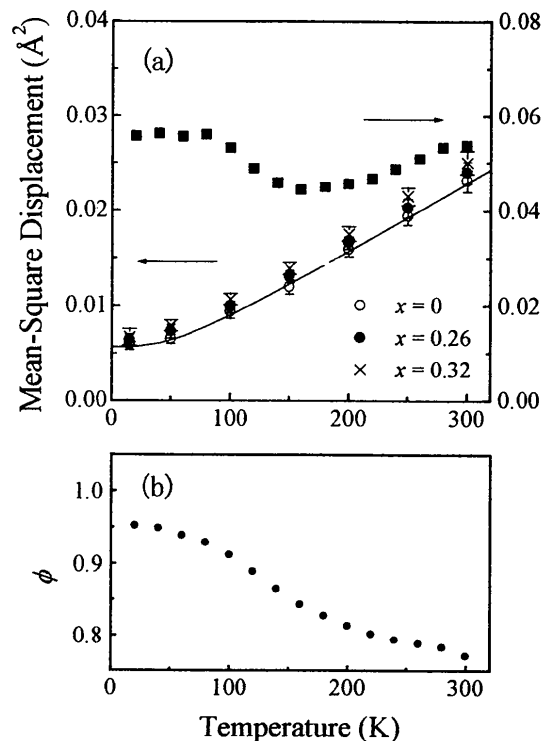 Mean-Square Displacement (Å²)
(a)
0.04
0.03
0.02
0.01
0.00
0.08
0.06
0.04
0.02
0.00
x = 0
x = 0.26
x = 0.32
0 100 200 300
(b)
ϕ
1.0
0.9
0.8
0 100 200 300
Temperature (K)